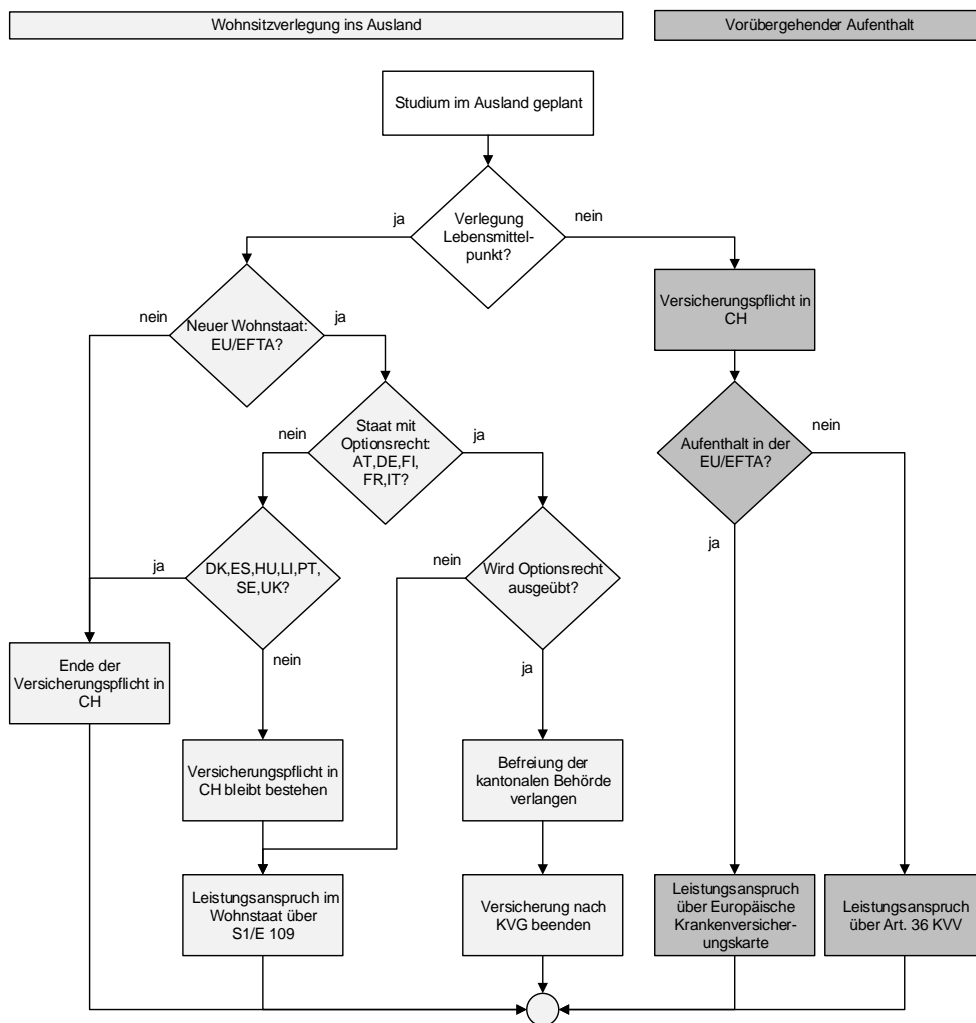 Wohnsitzverlegung ins Ausland
Vorübergehender Aufenthalt
Studium im Ausland geplant
ja
Verlegung
Lebensmittel-
punkt?
nein
nein
Neuer Wohnstaat:
EU/EFTA?
ja
Versicherungspflicht in
CH
nein
Staat mit
Optionsrecht:
AT,DE,FI,
FR,IT?
ja
Aufenthalt in der
EU/EFTA?
nein
ja
ja
DK,ES,HU,LI,PT,
SE,UK?
nein
Wird Optionsrecht
ausgeübt?
nein
ja
Ende der
Versicherungspflicht in
CH
Versicherungspflicht in
CH bleibt bestehen
Befreiung der
kantonalen Behörde
verlangen
Leistungsanspruch im
Wohnstaat über
S1/E 109
Versicherung nach
KVG beenden
Leistungsanspruch
über Europäische
Krankenversicher-
ungskarte
Leistungsanspruch
über Art. 36 KVV